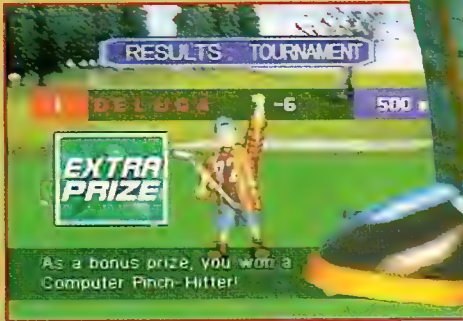 RESULTS TOURNAMENT
DELUCA -6 500
EXTRA
PRIZE
As a bonus prize, you won a
Computer Pinch-Hitter!